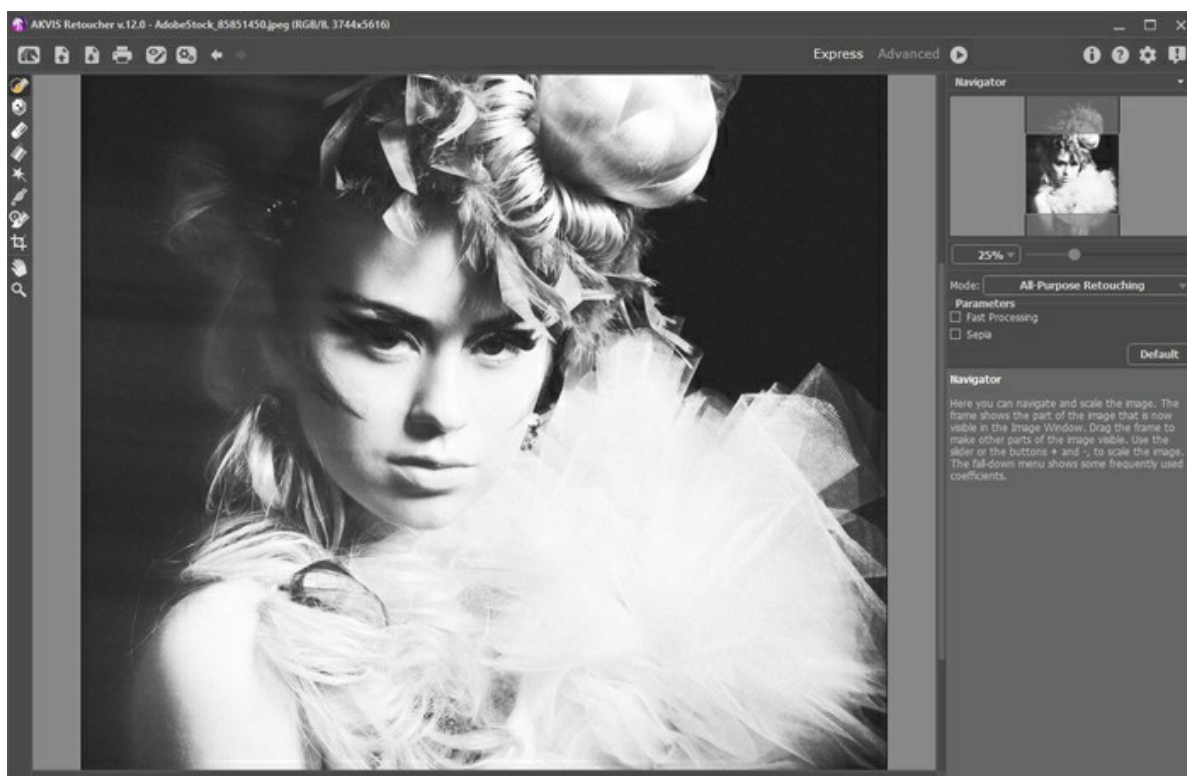 AKVIS Retoucher v.12.0 - AdobeStock_85851450.jpeg (RGB/8, 3744x5616)
Express Advanced
Navigator
25%
Mode: All-Purpose Retouching
Parameters
Fast Processing
Sepia
Default
Navigator
Here you can navigate and scale the image. The
frame shows the part of the image that is now
visible in the Image Window. Drag the frame to
make other parts of the image visible. Use the
slider or the buttons + and -, to scale the image.
The fall-down menu shows some frequently used
coefficients.